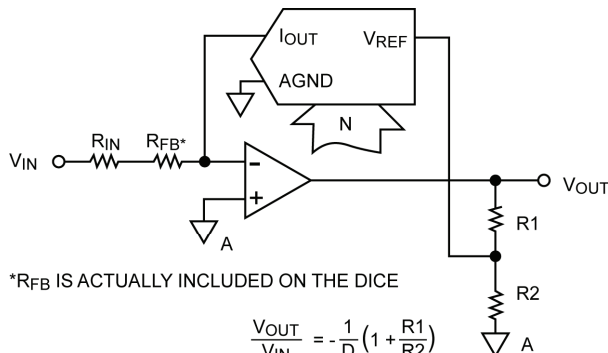 IOUT
VREF
AGND
N
RIN
RFB*
VIN
-
+
VOUT
A
R1
*RFB IS ACTUALLY INCLUDED ON THE DICE
R2
A
VOUT/VIN = -1/D (1 + R1/R2)